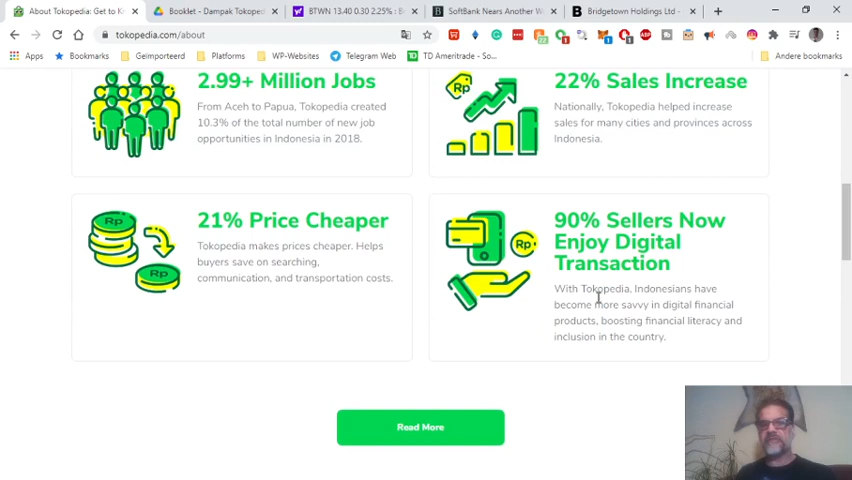 About Tokopedia: Get to K
Booklet - Dampak Tokoped
BTWN 13.40 0.30 2.25% : B
SoftBank Nears Another W
Bridgetown Holdings Ltd -
tokopedia.com/about
Apps
Bookmarks
Geïmporteerd
Platforms
WP-Websites
Telegram Web
TD Ameritrade - So...
Andere bookmarks
2.99+ Million Jobs
From Aceh to Papua, Tokopedia created
10.3% of the total number of new job
opportunities in Indonesia in 2018.
Rp
22% Sales Increase
Nationally, Tokopedia helped increase
sales for many cities and provinces across
Indonesia.
Rp
Rp
21% Price Cheaper
Tokopedia makes prices cheaper. Helps
buyers save on searching,
communication, and transportation costs.
Rp
90% Sellers Now
Enjoy Digital
Transaction
With Tokopedia, Indonesians have
become more savvy in digital financial
products, boosting financial literacy and
inclusion in the country.
Read More